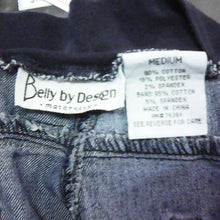 Belly by Design
maternity
MEDIUM
80% COTTON
18% POLYESTER
2% SPANDEX
BAND 95% COTTON
5% SPANDEX
MADE IN CHINA
SEE REVERSE FOR CARE